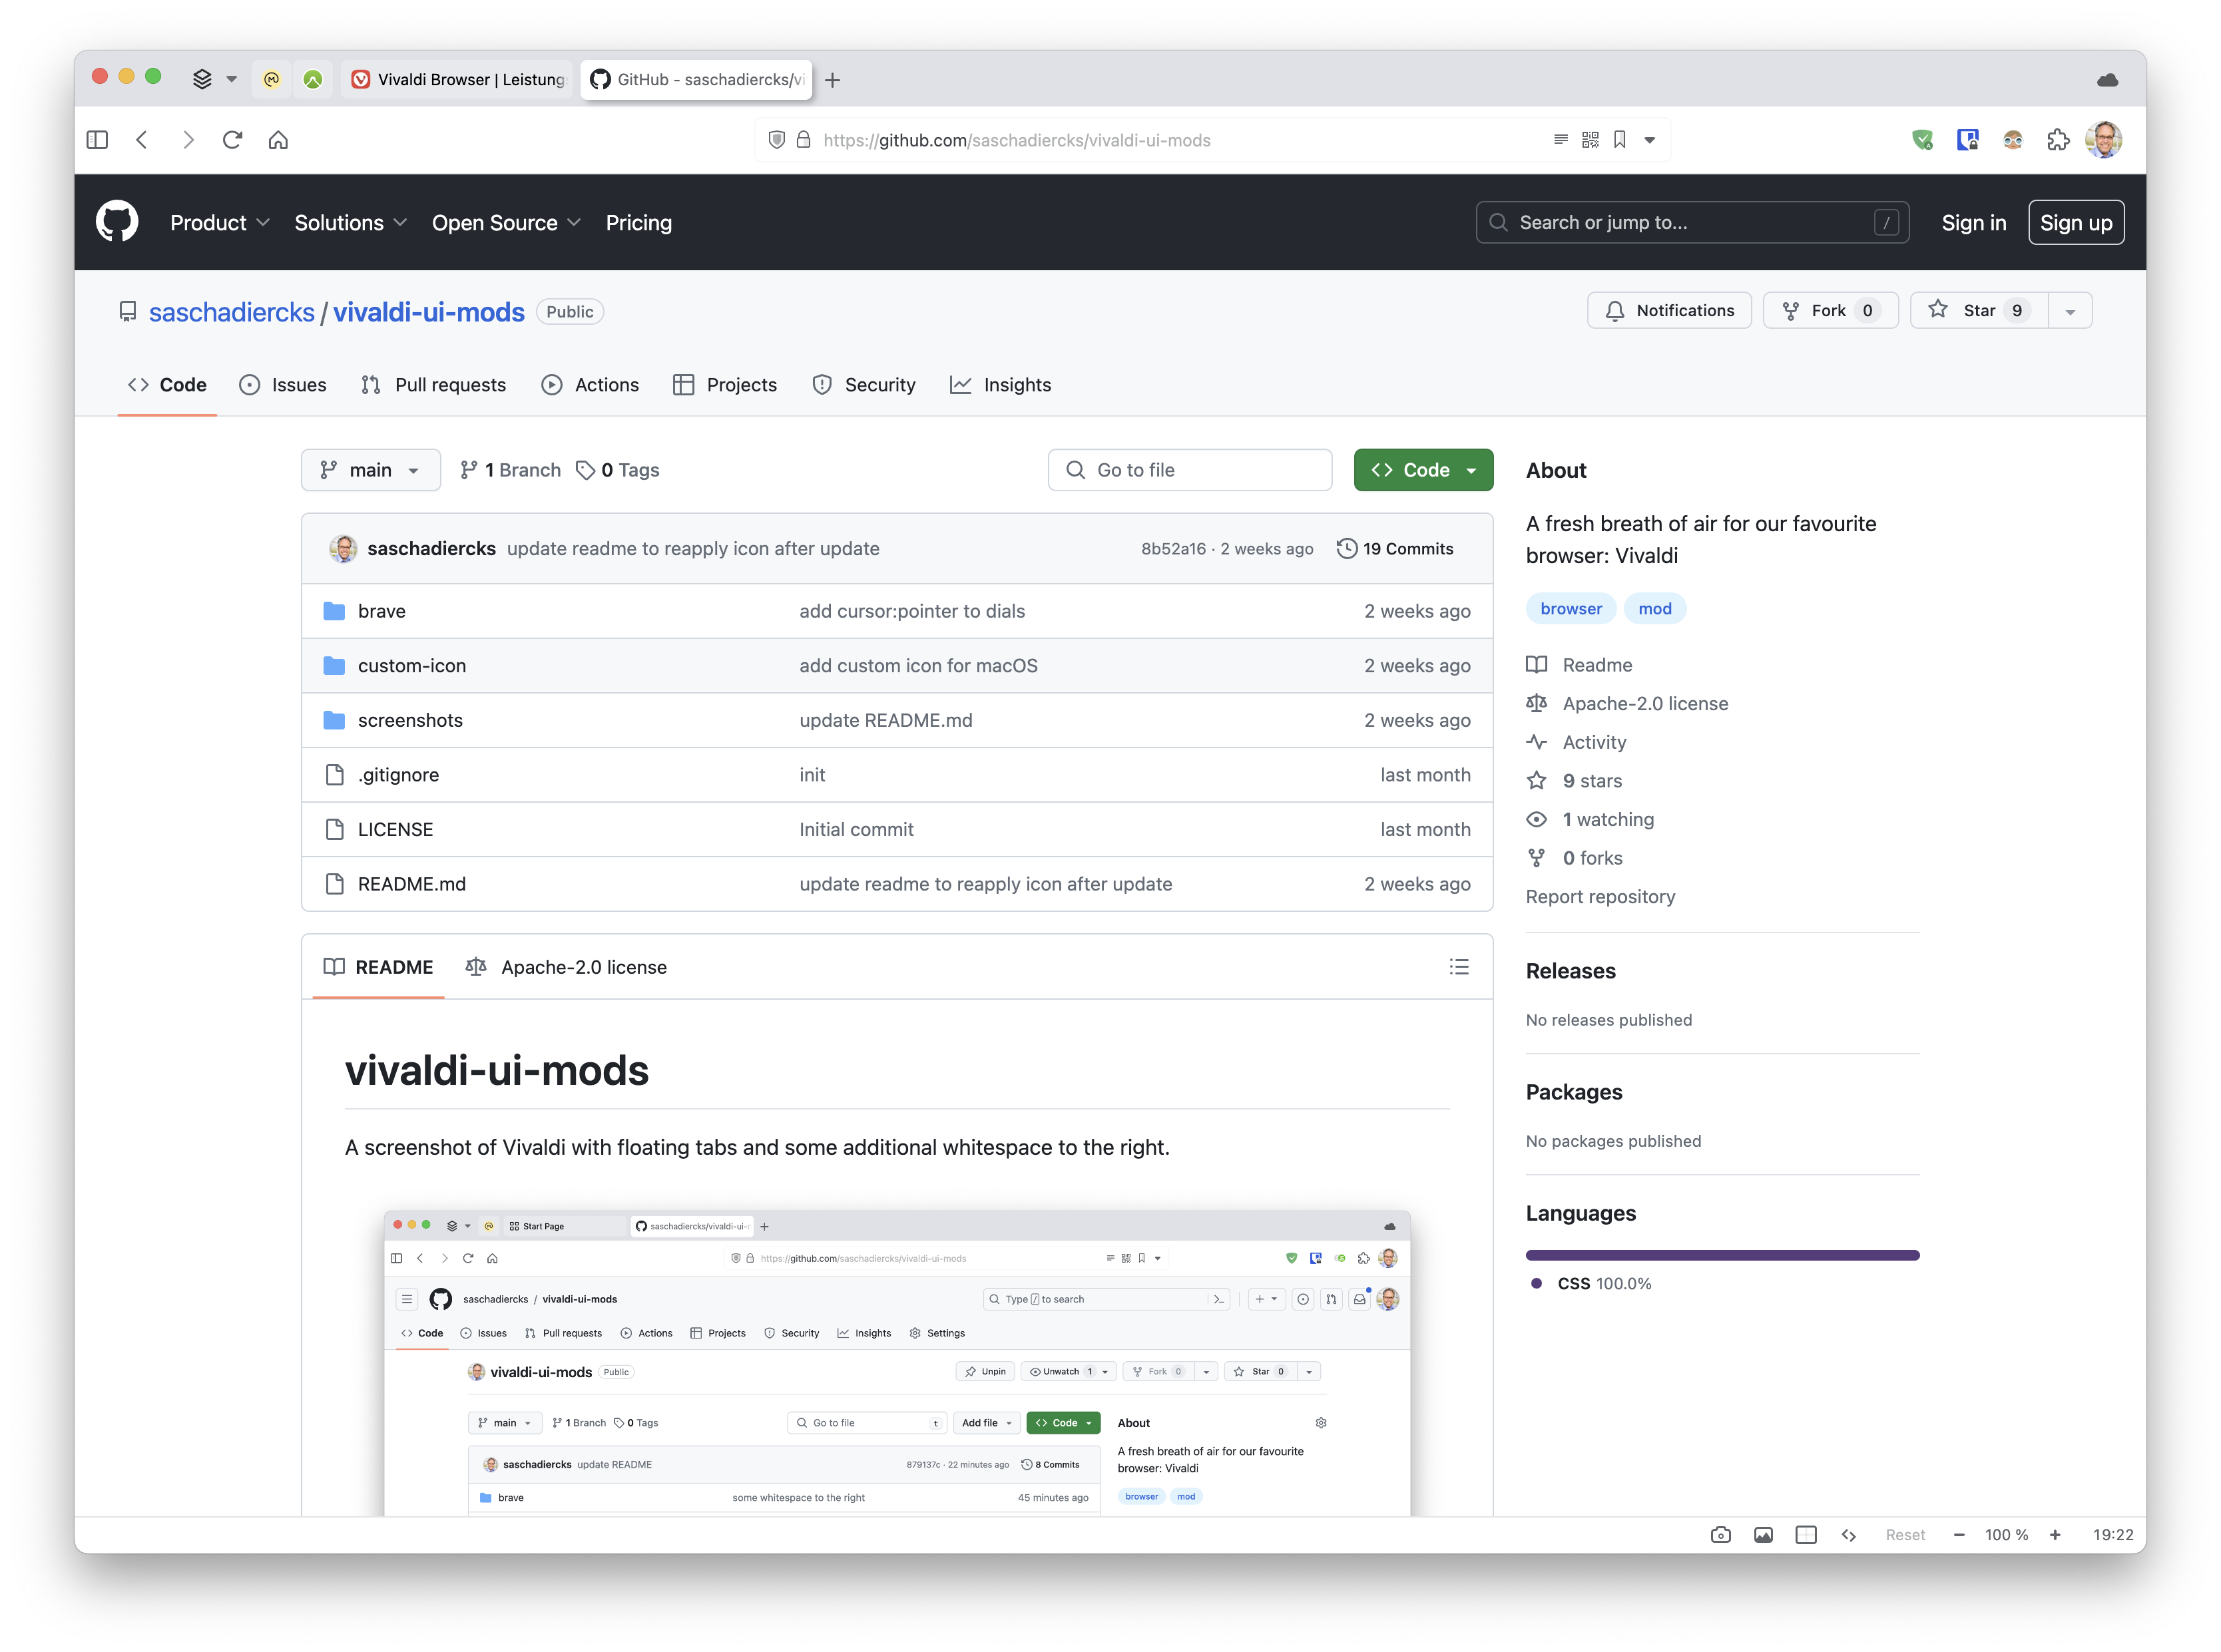 Vivaldi Browser | Leistung
GitHub - saschadiercks/vi
https://github.com/saschadiercks/vivaldi-ui-mods
Product Solutions Open Source Pricing Search or jump to... / Sign in Sign up
saschadiercks / vivaldi-ui-mods Public Notifications Fork 0 Star 9
Code Issues Pull requests Actions Projects Security Insights
main 1 Branch 0 Tags Go to file Code
saschadiercks update readme to reapply icon after update 8b52a16 · 2 weeks ago 19 Commits
brave add cursor:pointer to dials 2 weeks ago
custom-icon add custom icon for macOS 2 weeks ago
screenshots update README.md 2 weeks ago
.gitignore init last month
LICENSE Initial commit last month
README.md update readme to reapply icon after update 2 weeks ago
About
A fresh breath of air for our favourite
browser: Vivaldi
browser mod
Readme
Apache-2.0 license
Activity
9 stars
1 watching
0 forks
Report repository
Releases
No releases published
Packages
No packages published
Languages
CSS 100.0%
README Apache-2.0 license
vivaldi-ui-mods
A screenshot of Vivaldi with floating tabs and some additional whitespace to the right.
Start Page saschadiercks/vivaldi-ui-
https://github.com/saschadiercks/vivaldi-ui-mods
saschadiercks / vivaldi-ui-mods Type / to search
Code Issues Pull requests Actions Projects Security Insights Settings
vivaldi-ui-mods Public Unpin Unwatch 1 Fork 0 Star 0
main 1 Branch 0 Tags Go to file t Add file Code About
saschadiercks update README 879137c · 22 minutes ago 8 Commits
A fresh breath of air for our favourite
browser: Vivaldi
browser mod
brave some whitespace to the right 45 minutes ago
Reset 100 % 19:22